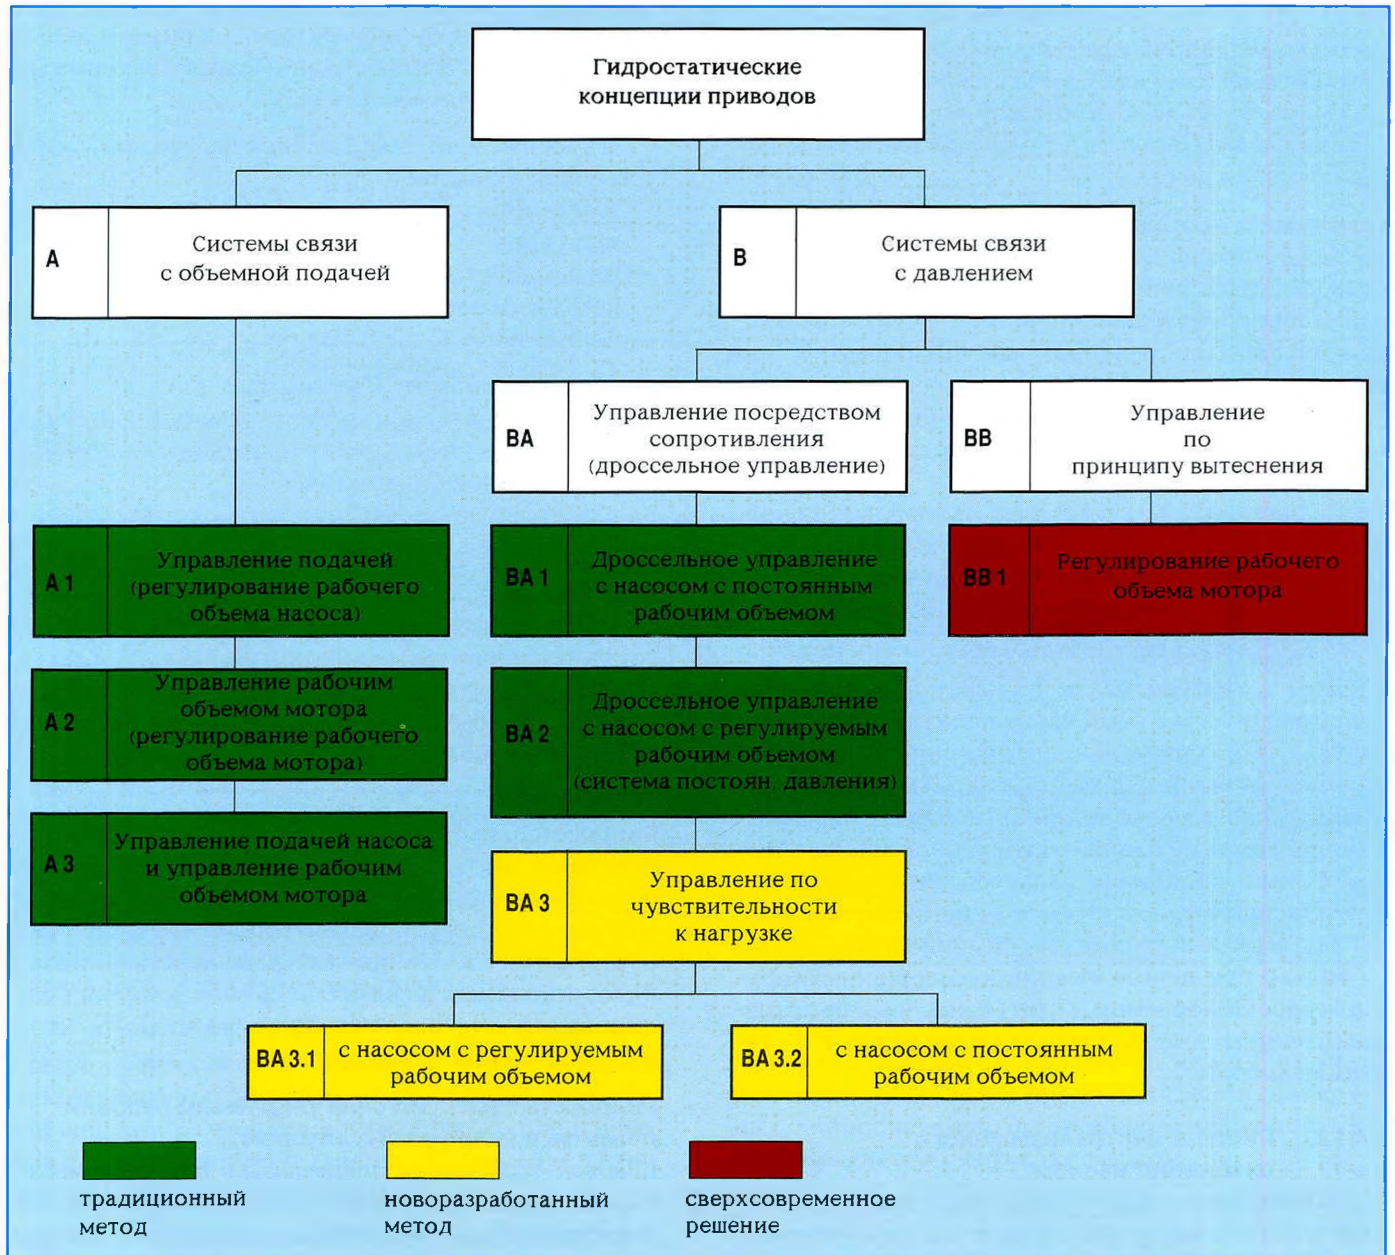 Гидростатические
концепции приводов
A
Системы связи
с объемной подачей
B
Системы связи
с давлением
BA
Управление посредством
сопротивления
(дроссельное управление)
BB
Управление
по
принципу вытеснения
A 1
Управление подачей
(регулирование рабочего
объема насоса)
BA 1
Дроссельное управление
с насосом с постоянным
рабочим объемом
BB 1
Регулирование рабочего
объема мотора
A 2
Управление рабочим
объемом мотора
(регулирование рабочего
объема мотора)
BA 2
Дроссельное управление
с насосом с регулируемым
рабочим объемом
(система постоян. давления)
A 3
Управление подачей насоса
и управление рабочим
объемом мотора
BA 3
Управление по
чувствительности
к нагрузке
BA 3.1
с насосом с регулируемым
рабочим объемом
BA 3.2
с насосом с постоянным
рабочим объемом
традиционный
метод
новоразработанный
метод
сверхсовременное
решение